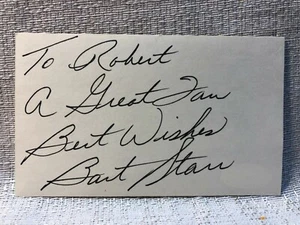 To Robert
A Great Fan
Best Wishes
Bart Starr